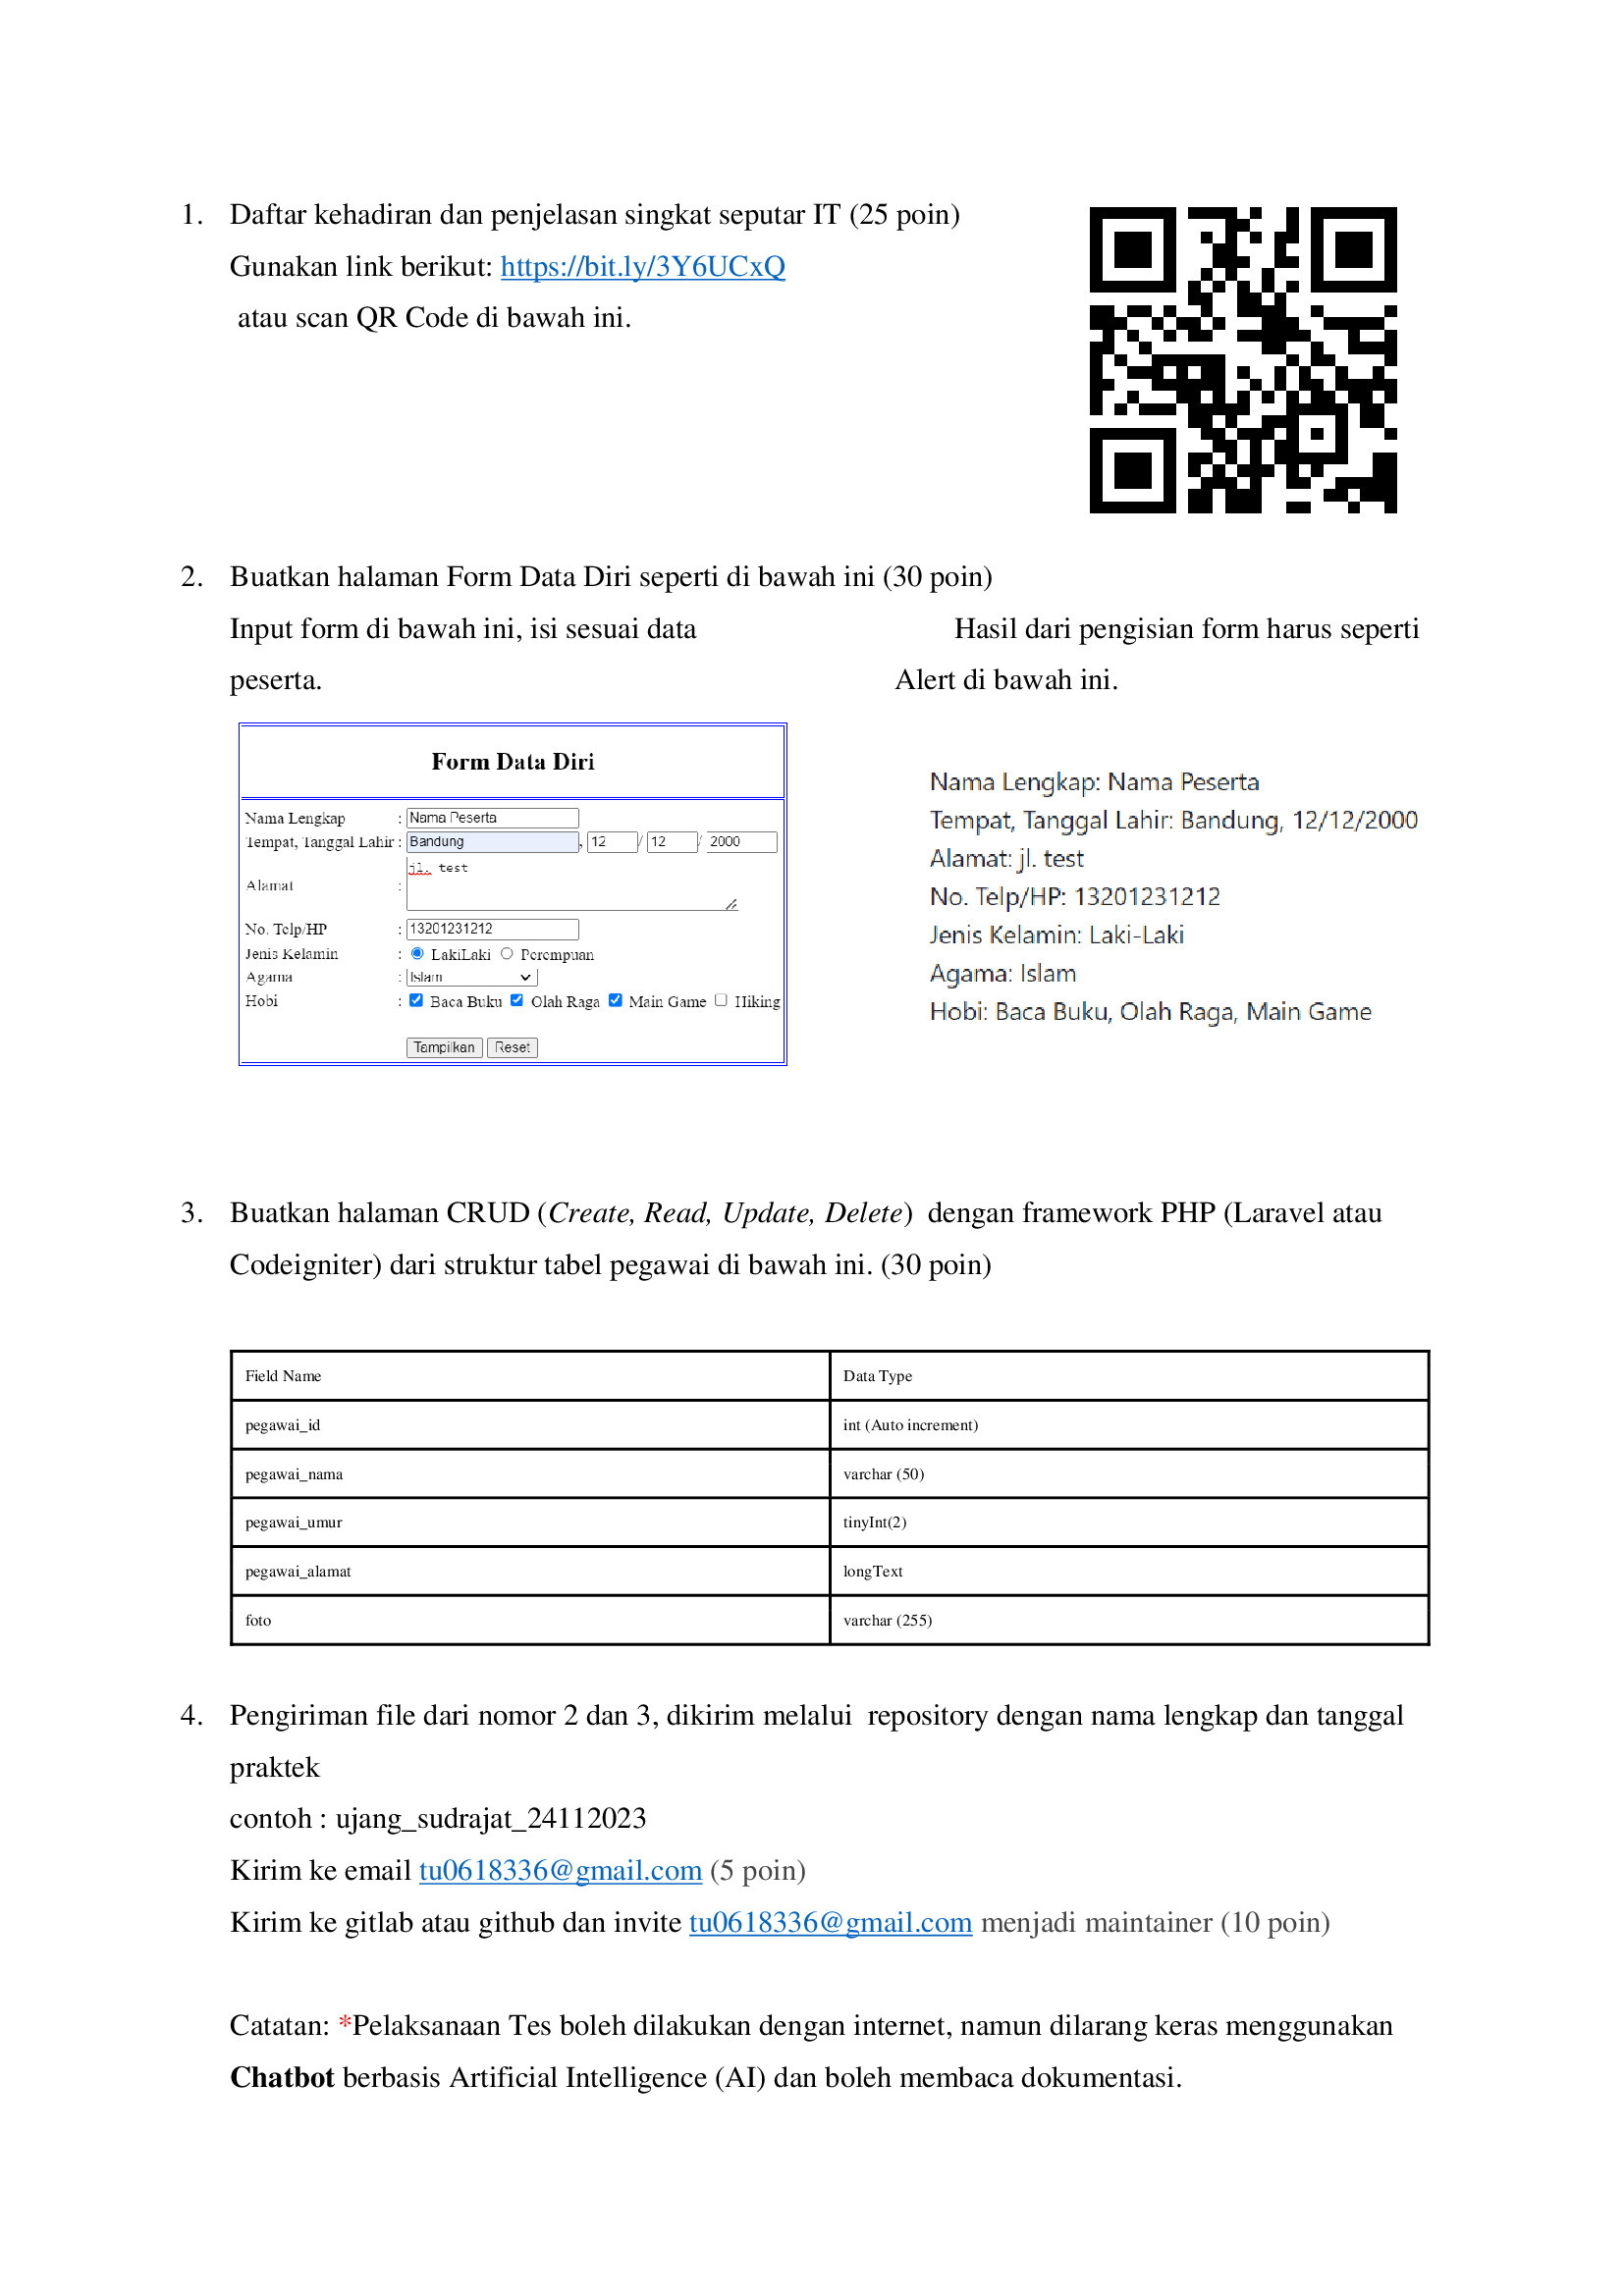 1. Daftar kehadiran dan penjelasan singkat seputar IT (25 poin)
Gunakan link berikut: https://bit.ly/3Y6UCxQ
atau scan QR Code di bawah ini.
2. Buatkan halaman Form Data Diri seperti di bawah ini (30 poin)
Input form di bawah ini, isi sesuai data
peserta.
Hasil dari pengisian form harus seperti
Alert di bawah ini.
Form Data Diri
Nama Lengkap : Nama Peserta
Tempat, Tanggal Lahir : Bandung, 12 / 12 / 2000
Alamat : jl. test
No. Telp/HP : 13201231212
Jenis Kelamin : LakiLaki Perempuan
Agama : Islam
Hobi : Baca Buku Olah Raga Main Game Hiking
Tampilkan Reset
Nama Lengkap: Nama Peserta
Tempat, Tanggal Lahir: Bandung, 12/12/2000
Alamat: jl. test
No. Telp/HP: 13201231212
Jenis Kelamin: Laki-Laki
Agama: Islam
Hobi: Baca Buku, Olah Raga, Main Game
3. Buatkan halaman CRUD (Create, Read, Update, Delete) dengan framework PHP (Laravel atau
Codeigniter) dari struktur tabel pegawai di bawah ini. (30 poin)
Field Name Data Type
pegawai_id int (Auto increment)
pegawai_nama varchar (50)
pegawai_umur tinyInt(2)
pegawai_alamat longText
foto varchar (255)
4. Pengiriman file dari nomor 2 dan 3, dikirim melalui repository dengan nama lengkap dan tanggal
praktek
contoh : ujang_sudrajat_24112023
Kirim ke email tu0618336@gmail.com (5 poin)
Kirim ke gitlab atau github dan invite tu0618336@gmail.com menjadi maintainer (10 poin)
Catatan: *Pelaksanaan Tes boleh dilakukan dengan internet, namun dilarang keras menggunakan
Chatbot berbasis Artificial Intelligence (AI) dan boleh membaca dokumentasi.